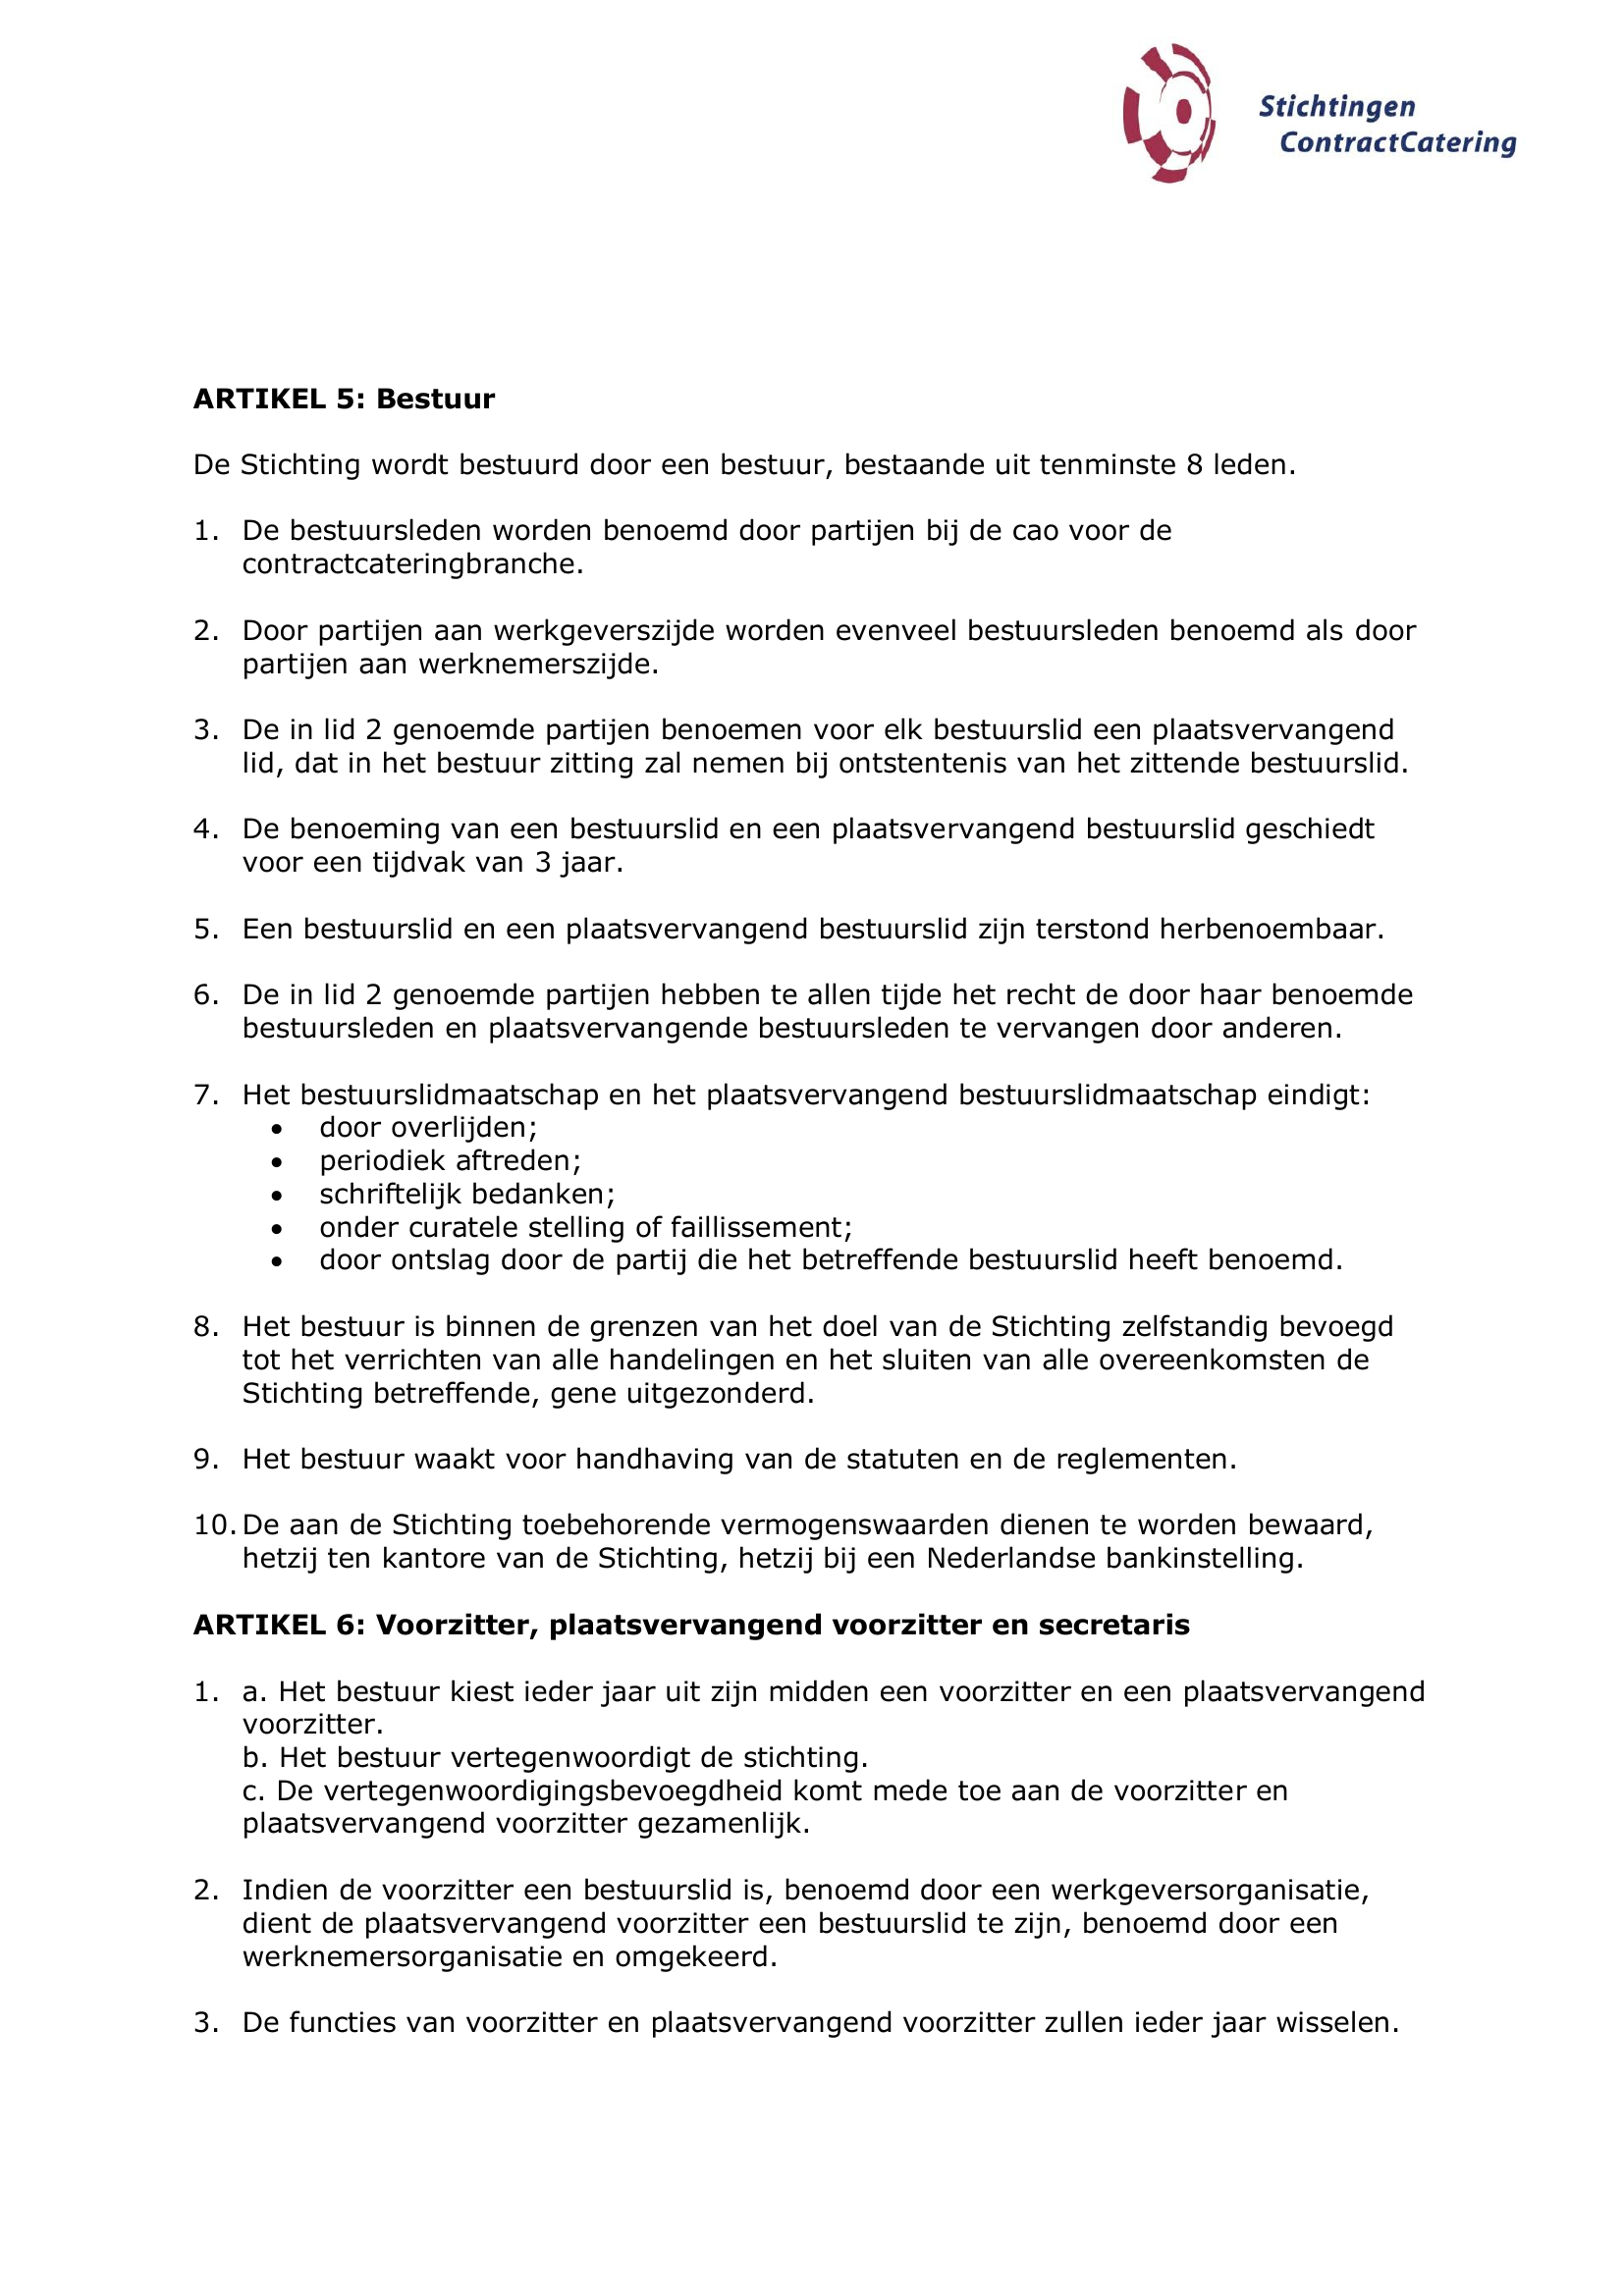 Stichtingen
ContractCatering
ARTIKEL 5: Bestuur
De Stichting wordt bestuurd door een bestuur, bestaande uit tenminste 8 leden.
1. De bestuursleden worden benoemd door partijen bij de cao voor de
contractcateringbranche.
2. Door partijen aan werkgeverszijde worden evenveel bestuursleden benoemd als door
partijen aan werknemerszijde.
3. De in lid 2 genoemde partijen benoemen voor elk bestuurslid een plaatsvervangend
lid, dat in het bestuur zitting zal nemen bij ontstentenis van het zittende bestuurslid.
4. De benoeming van een bestuurslid en een plaatsvervangend bestuurslid geschiedt
voor een tijdvak van 3 jaar.
5. Een bestuurslid en een plaatsvervangend bestuurslid zijn terstond herbenoembaar.
6. De in lid 2 genoemde partijen hebben te allen tijde het recht de door haar benoemde
bestuursleden en plaatsvervangende bestuursleden te vervangen door anderen.
7. Het bestuurslidmaatschap en het plaatsvervangend bestuurslidmaatschap eindigt:
• door overlijden;
• periodiek aftreden;
• schriftelijk bedanken;
• onder curatele stelling of faillissement;
• door ontslag door de partij die het betreffende bestuurslid heeft benoemd.
8. Het bestuur is binnen de grenzen van het doel van de Stichting zelfstandig bevoegd
tot het verrichten van alle handelingen en het sluiten van alle overeenkomsten de
Stichting betreffende, gene uitgezonderd.
9. Het bestuur waakt voor handhaving van de statuten en de reglementen.
10. De aan de Stichting toebehorende vermogenswaarden dienen te worden bewaard,
hetzij ten kantore van de Stichting, hetzij bij een Nederlandse bankinstelling.
ARTIKEL 6: Voorzitter, plaatsvervangend voorzitter en secretaris
1. a. Het bestuur kiest ieder jaar uit zijn midden een voorzitter en een plaatsvervangend
voorzitter.
b. Het bestuur vertegenwoordigt de stichting.
c. De vertegenwoordigingsbevoegdheid komt mede toe aan de voorzitter en
plaatsvervangend voorzitter gezamenlijk.
2. Indien de voorzitter een bestuurslid is, benoemd door een werkgeversorganisatie,
dient de plaatsvervangend voorzitter een bestuurslid te zijn, benoemd door een
werknemersorganisatie en omgekeerd.
3. De functies van voorzitter en plaatsvervangend voorzitter zullen ieder jaar wisselen.